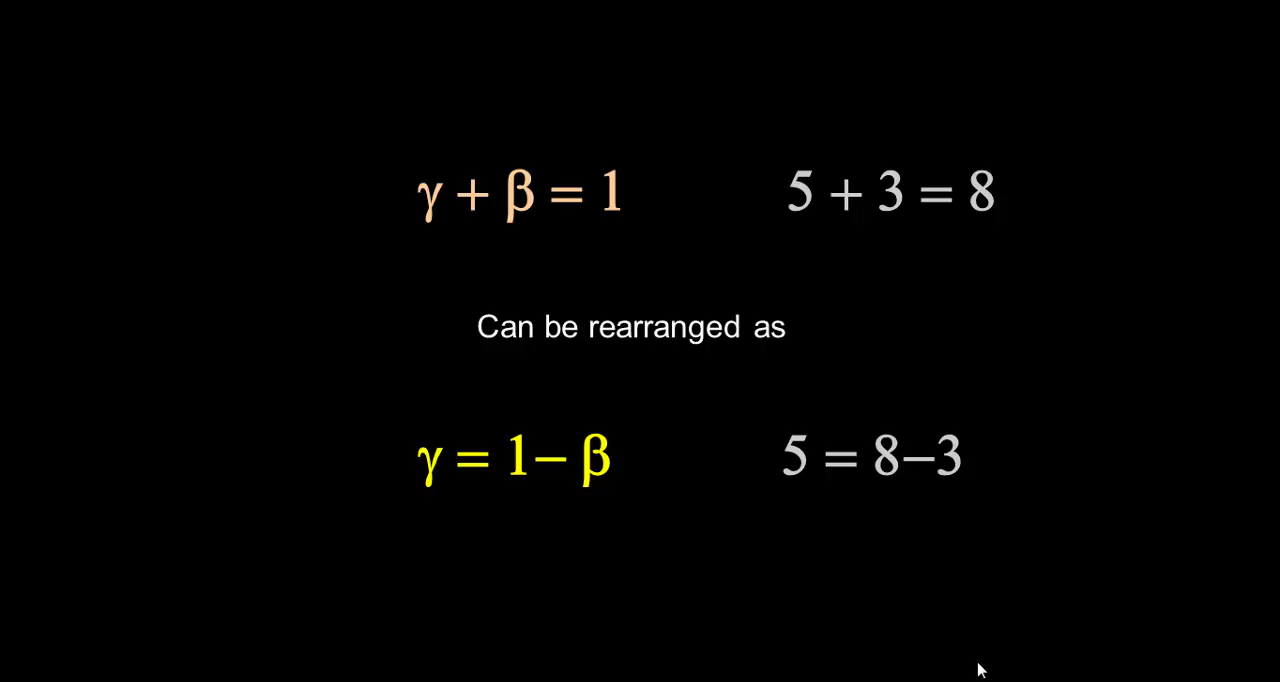 γ + β = 1 5 + 3 = 8
Can be rearranged as
γ = 1– β 5 = 8–3